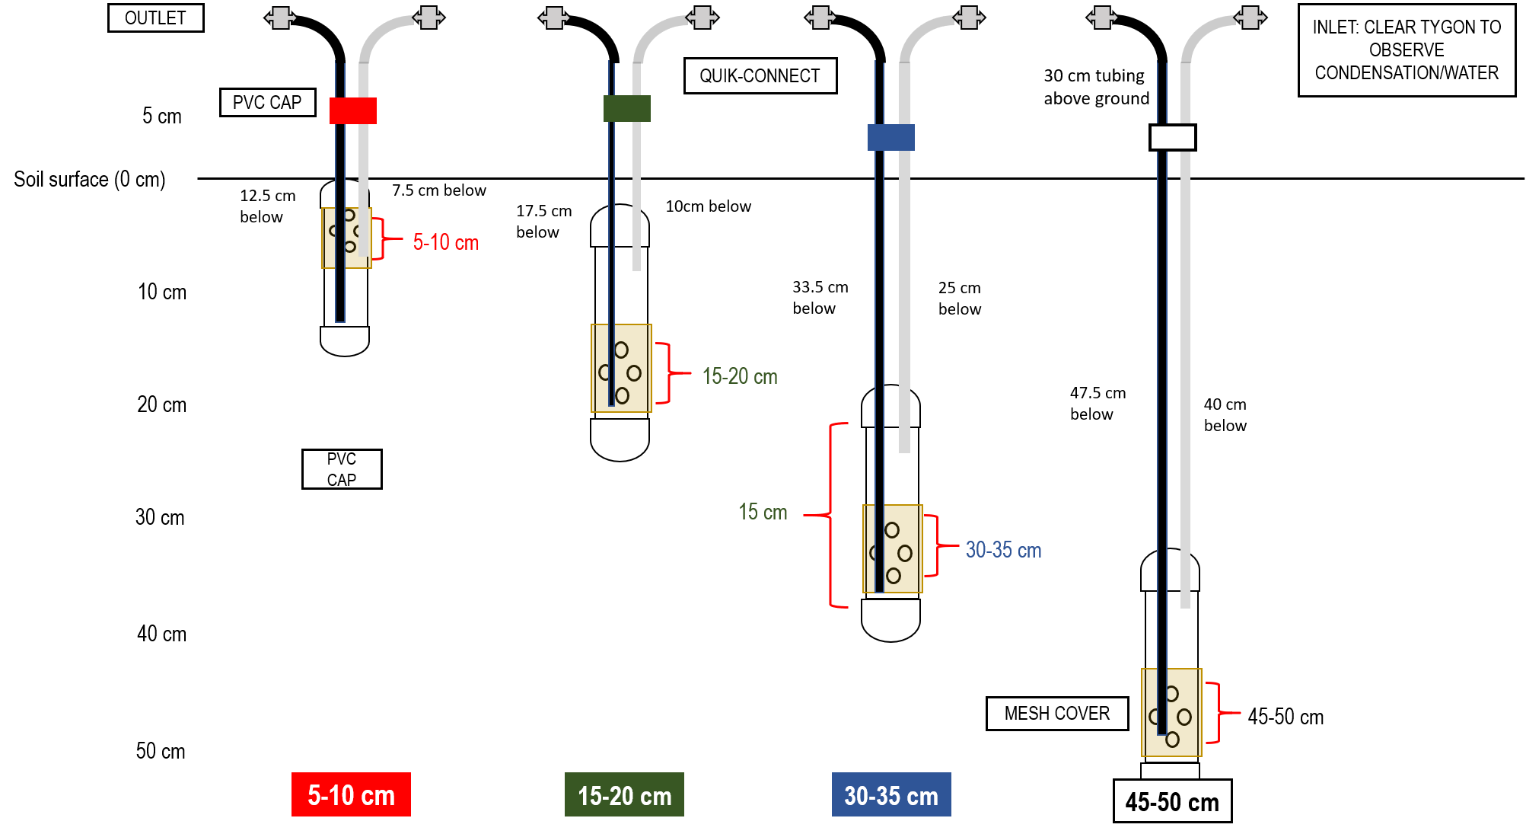 OUTLET
INLET: CLEAR TYGON TO
OBSERVE
CONDENSATION/WATER
QUIK-CONNECT
30 cm tubing
above ground
PVC CAP
5 cm
Soil surface (0 cm)
12.5 cm
below
7.5 cm below
17.5 cm
below
10cm below
5-10 cm
10 cm
33.5 cm
below
25 cm
below
15-20 cm
20 cm
47.5 cm
below
40 cm
below
PVC
CAP
30 cm
15 cm
30-35 cm
40 cm
MESH COVER
45-50 cm
50 cm
5-10 cm
15-20 cm
30-35 cm
45-50 cm